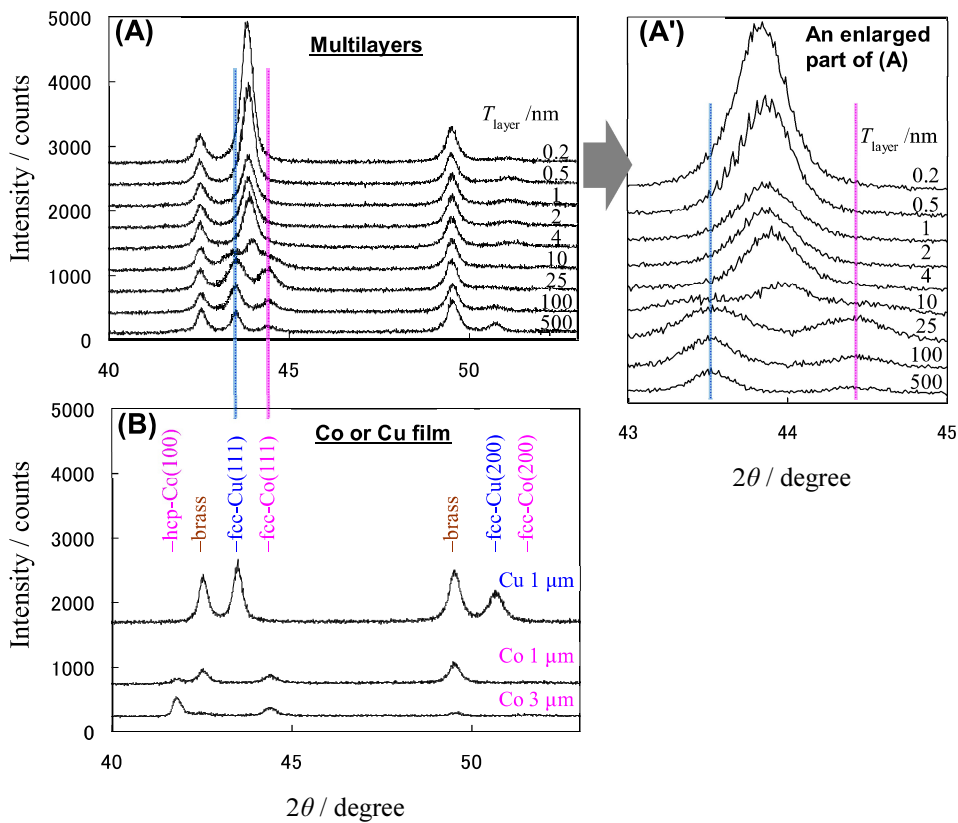 (A)
Multilayers
5000
4000
3000
2000
1000
0
Intensity / counts
T layer /nm
0.2
0.5
1
2
4
10
25
100
500
40
45
50
(A')
An enlarged
part of (A)
T layer /nm
0.2
0.5
1
2
4
10
25
100
500
43
44
45
2θ / degree
(B)
Co or Cu film
5000
4000
3000
2000
1000
0
Intensity / counts
hcp-Co(100)
brass
fcc-Cu(111)
fcc-Co(111)
brass
fcc-Cu(200)
fcc-Co(200)
Cu 1 μm
Co 1 μm
Co 3 μm
40
45
50
2θ / degree